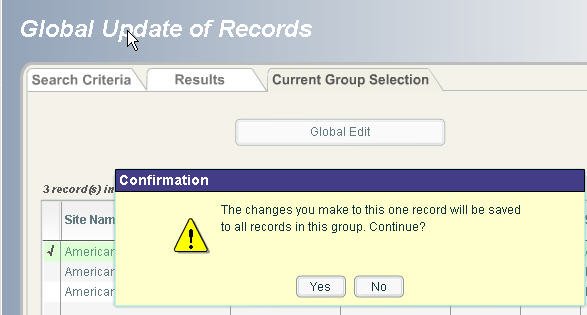 Global Update of Records
Search Criteria Results Current Group Selection
Global Edit
3 record(s) in
Confirmation
The changes you make to this one record will be saved
to all records in this group. Continue?
Site Nam
√ American
American
American
Yes No